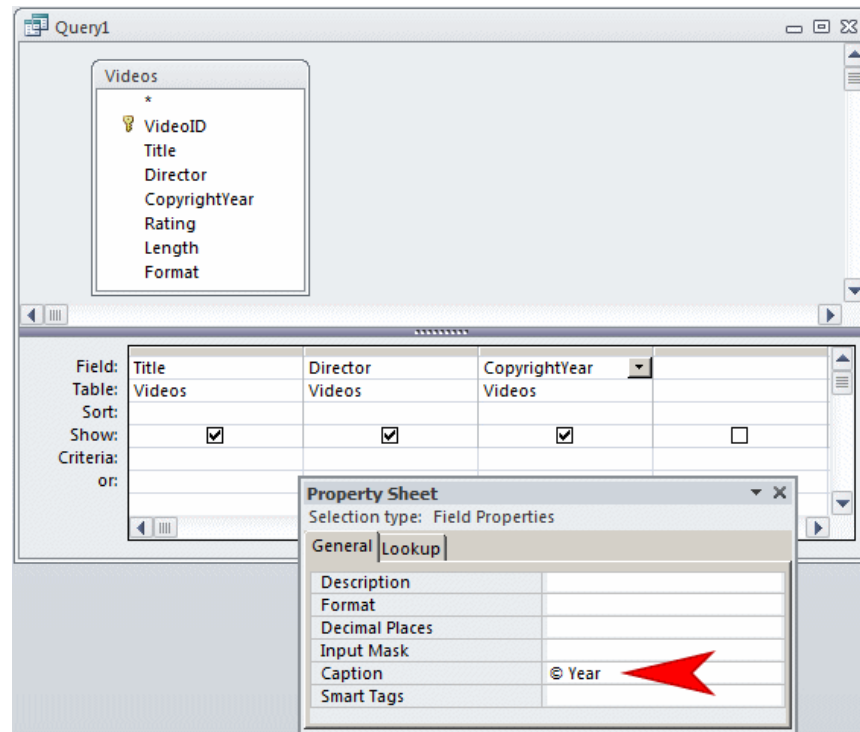 Query1
Videos
*
VideoID
Title
Director
CopyrightYear
Rating
Length
Format
Field: Title Director CopyrightYear
Table: Videos Videos Videos
Sort:
Show:
Criteria:
or:
Property Sheet
Selection type: Field Properties
General Lookup
Description
Format
Decimal Places
Input Mask
Caption © Year
Smart Tags